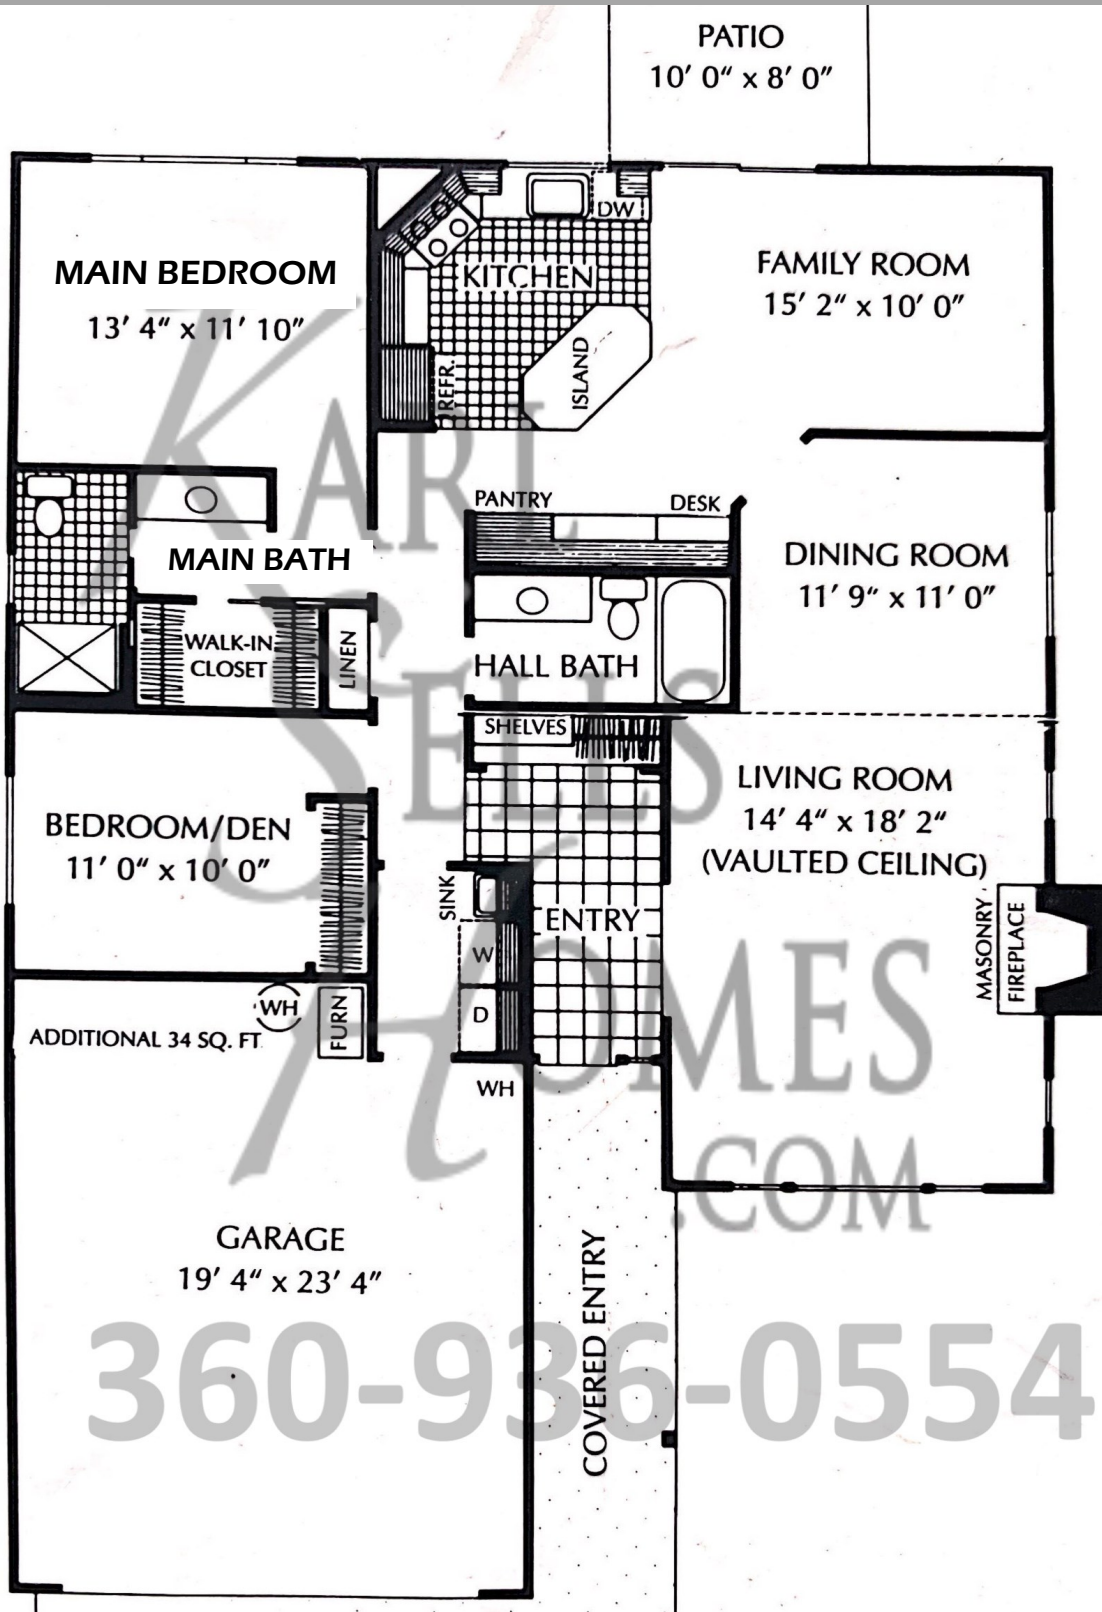 PATIO
10' 0" x 8' 0"
MAIN BEDROOM
13' 4" x 11' 10"
DW
KITCHEN
FAMILY ROOM
15' 2" x 10' 0"
REFR.
ISLAND
PANTRY
DESK
MAIN BATH
DINING ROOM
11' 9" x 11' 0"
WALK-IN
CLOSET
LINEN
HALL BATH
SHELVES
BEDROOM/DEN
11' 0" x 10' 0"
LIVING ROOM
14' 4" x 18' 2"
(VAULTED CEILING)
SINK
W
D
ENTRY
MASONRY
FIREPLACE
WH
FURN
ADDITIONAL 34 SQ. FT
WH
GARAGE
19' 4" x 23' 4"
COVERED ENTRY
KARL
SELLS
HOMES
.COM
360-936-0554